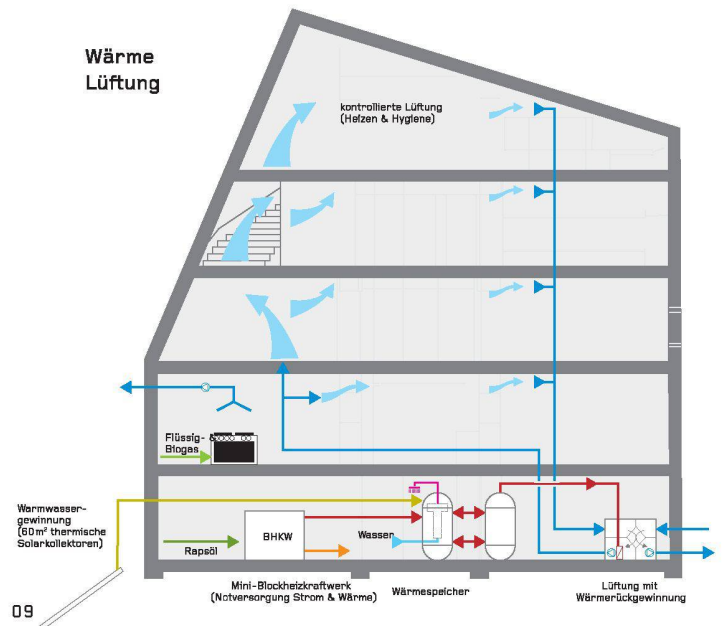 Wärme
Lüftung
kontrollierte Lüftung
(Heizen & Hygiene)
Flüssig-
Biogas
Warmwasser-
gewinnung
(60m² thermische
Solarkollektoren)
Rapsöl
BHKW
Wasser
Mini-Blockheizkraftwerk
(Notversorgung Strom & Wärme)
Wärmespeicher
Lüftung mit
Wärmerückgewinnung
09